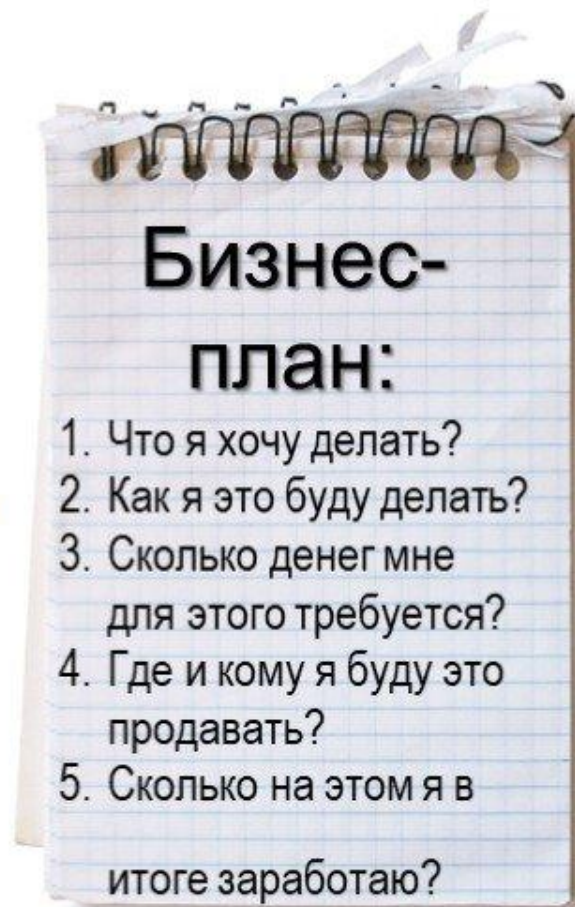 Бизнес-
план:
1. Что я хочу делать?
2. Как я это буду делать?
3. Сколько денег мне
для этого требуется?
4. Где и кому я буду это
продавать?
5. Сколько на этом я в
итоге заработаю?